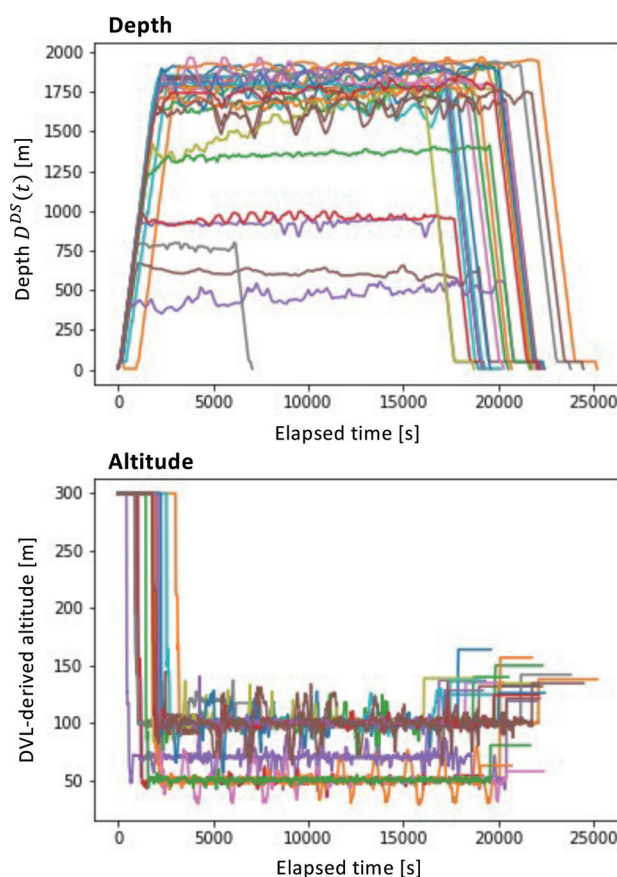 Depth
Depth D^{DS}(t) [m]
2000
1750
1500
1250
1000
750
500
250
0
0 5000 10000 15000 20000 25000
Elapsed time [s]
Altitude
DVL-derived altitude [m]
300
250
200
150
100
50
0 5000 10000 15000 20000 25000
Elapsed time [s]